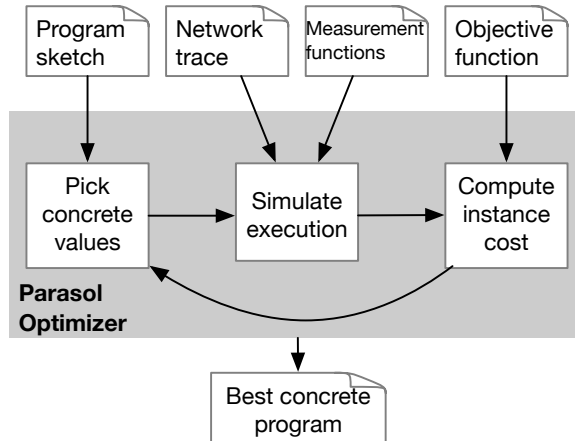 Program
sketch
Network
trace
Measurement
functions
Objective
function
Pick
concrete
values
Simulate
execution
Compute
instance
cost
Parasol
Optimizer
Best concrete
program